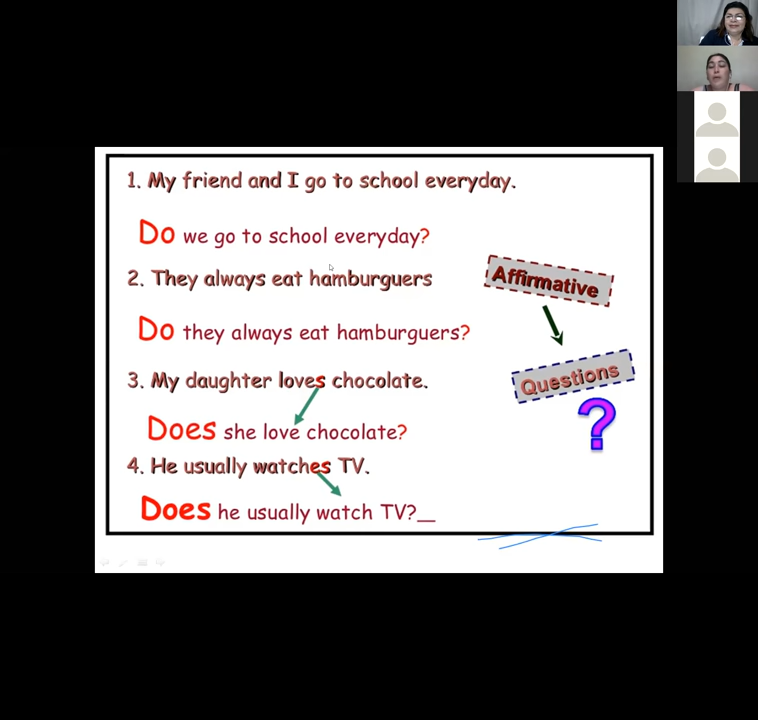 1. My friend and I go to school everyday.
Do we go to school everyday?
2. They always eat hamburguers
Do they always eat hamburguers?
3. My daughter loves chocolate.
Does she love chocolate?
4. He usually watches TV.
Does he usually watch TV?__
Affirmative
Questions
?